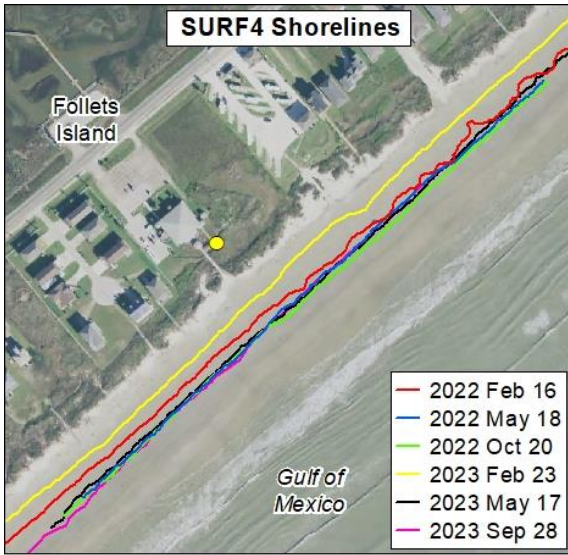 SURF4 Shorelines
Follets
Island
2022 Feb 16
2022 May 18
2022 Oct 20
2023 Feb 23
2023 May 17
2023 Sep 28
Gulf of
Mexico